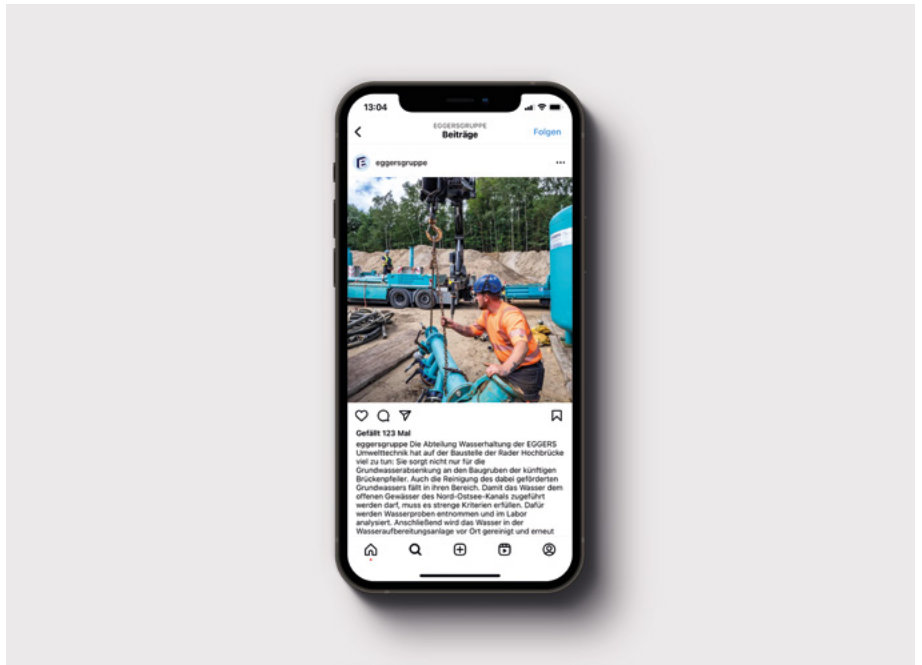 13:04
EGGERSGRUPPE
Beiträge
Folgen
eggersgruppe
Gefällt 123 Mal
eggersgruppe Die Abteilung Wasserhaltung der EGGERS
Umwelttechnik hat auf der Baustelle der Rader Hochbrücke
viel zu tun: Sie sorgt nicht nur für die
Grundwasserabsenkung an den Baugruben der künftigen
Brückenpfeiler. Auch die Reinigung des dabei geförderten
Grundwassers fällt in ihren Bereich. Damit das Wasser dem
offenen Gewässer des Nord-Ostsee-Kanals zugeführt
werden darf, muss es strenge Kriterien erfüllen. Dafür
werden Wasserproben entnommen und im Labor
analysiert. Anschließend wird das Wasser in der
Wasseraufbereitungsanlage vor Ort gereinigt und erneut